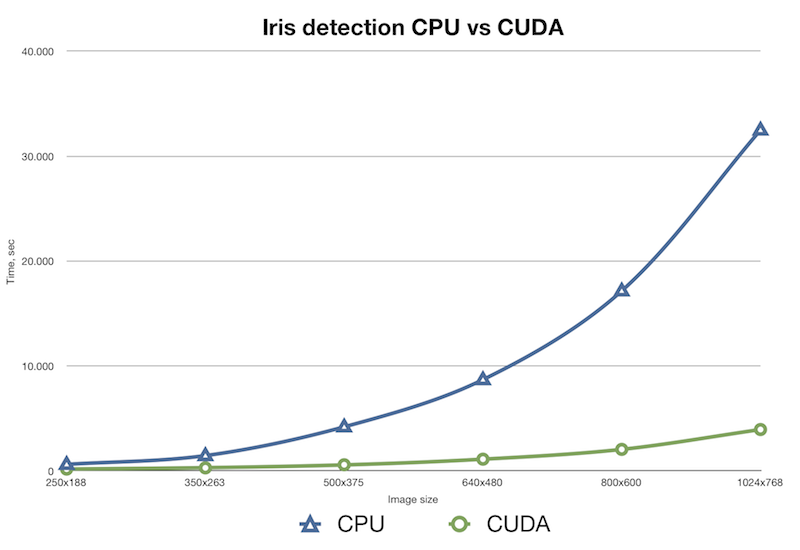 Iris detection CPU vs CUDA
40.000
30.000
20.000
10.000
0
Time, sec
250x188 350x263 500x375 640x480 800x600 1024x768
Image size
CPU CUDA